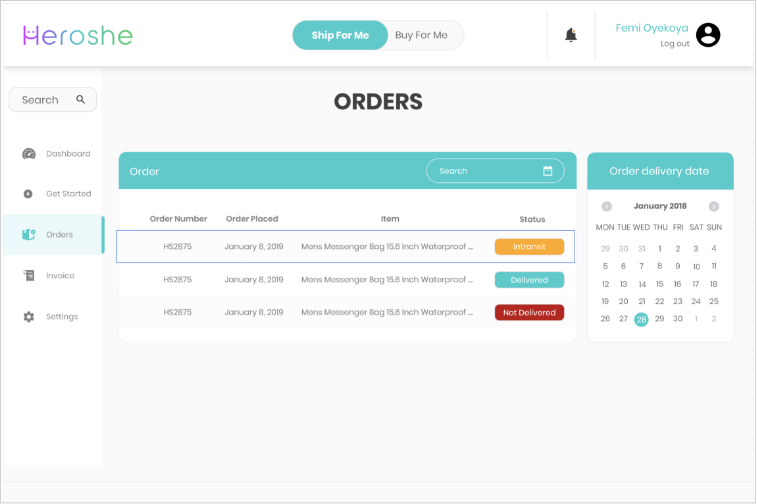 Heroshe
Ship For Me
Buy For Me
Femi Oyekoya
Log out
Search
Dashboard
Get Started
Orders
Invoice
Settings
ORDERS
Order
Search
Order Number Order Placed Item Status
HS2875 January 8, 2019 Mens Messenger Bag 15.6 Inch Waterproof ... Intransit
HS2875 January 8, 2019 Mens Messenger Bag 15.6 Inch Waterproof ... Delivered
HS2875 January 8, 2019 Mens Messenger Bag 15.6 Inch Waterproof ... Not Delivered
Order delivery date
January 2018
MON TUE WED THU FRI SAT SUN
29 30 31 1 2 3 4
5 6 7 8 9 10 11
12 13 14 15 16 17 18
19 20 21 22 23 24 25
26 27 28 29 30 1 2